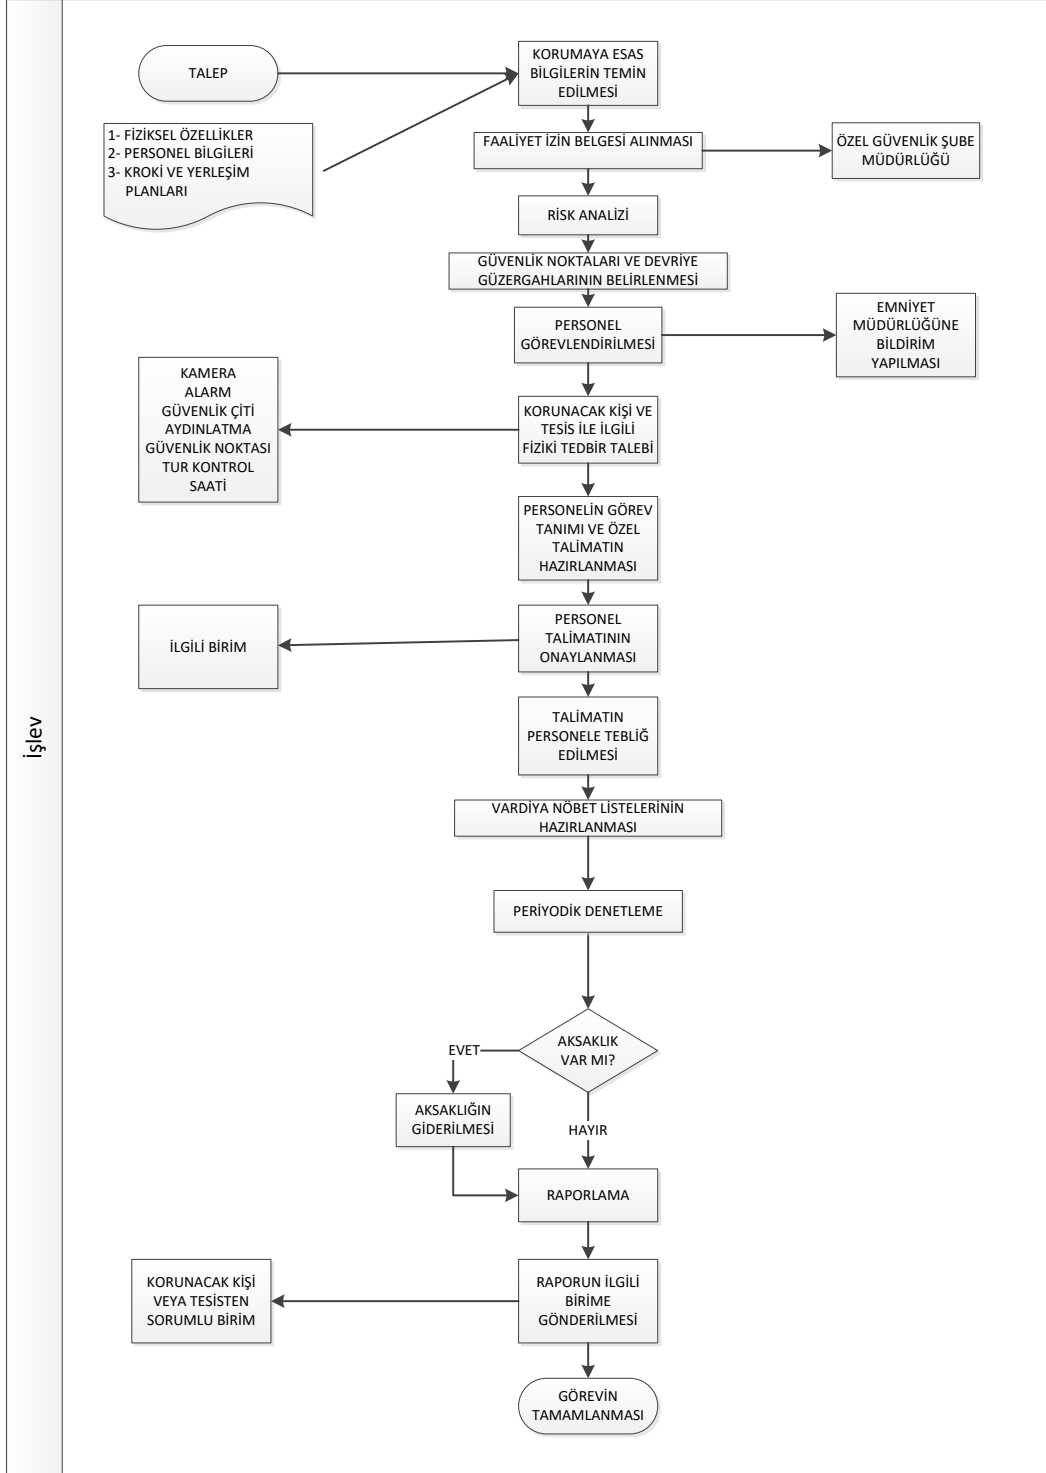 İşlev
TALEP
KORUMAYA ESAS
BİLGİLERİN TEMİN
EDİLMESİ
1- FİZİKSEL ÖZELLİKLER
2- PERSONEL BİLGİLERİ
3- KROKİ VE YERLEŞİM
PLANLARI
FAALİYET İZİN BELGESİ ALINMASI
ÖZEL GÜVENLİK ŞUBE
MÜDÜRLÜĞÜ
RİSK ANALİZİ
GÜVENLİK NOKTALARI VE DEVRİYE
GÜZERGAHLARININ BELİRLENMESİ
PERSONEL
GÖREVLENDİRİLMESİ
EMNİYET
MÜDÜRLÜĞÜNE
BİLDİRİM
YAPILMASI
KAMERA
ALARM
GÜVENLİK ÇİTİ
AYDINLATMA
GÜVENLİK NOKTASI
TUR KONTROL
SAATİ
KORUNACAK KİŞİ VE
TESİS İLE İLGİLİ
FİZİKİ TEDBİR TALEBİ
PERSONELİN GÖREV
TANIMI VE ÖZEL
TALİMATIN
HAZIRLANMASI
PERSONEL
TALİMATININ
ONAYLANMASI
İLGİLİ BİRİM
TALİMATIN
PERSONELE TEBLİĞ
EDİLMESİ
VARDİYA NÖBET LİSTELERİNİN
HAZIRLANMASI
PERİYODİK DENETLEME
AKSAKLIK
VAR MI?
EVET
AKSAKLIĞIN
GİDERİLMESİ
HAYIR
RAPORLAMA
RAPORUN İLGİLİ
BİRİME
GÖNDERİLMESİ
KORUNACAK KİŞİ
VEYA TESİSTEN
SORUMLU BİRİM
GÖREVİN
TAMAMLANMASI